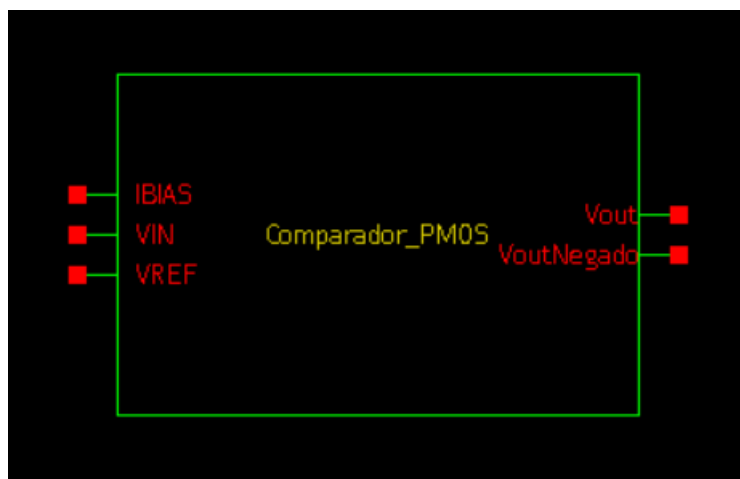 IBIAS
VIN
VREF
Comparador_PMOS
Vout
VoutNegado